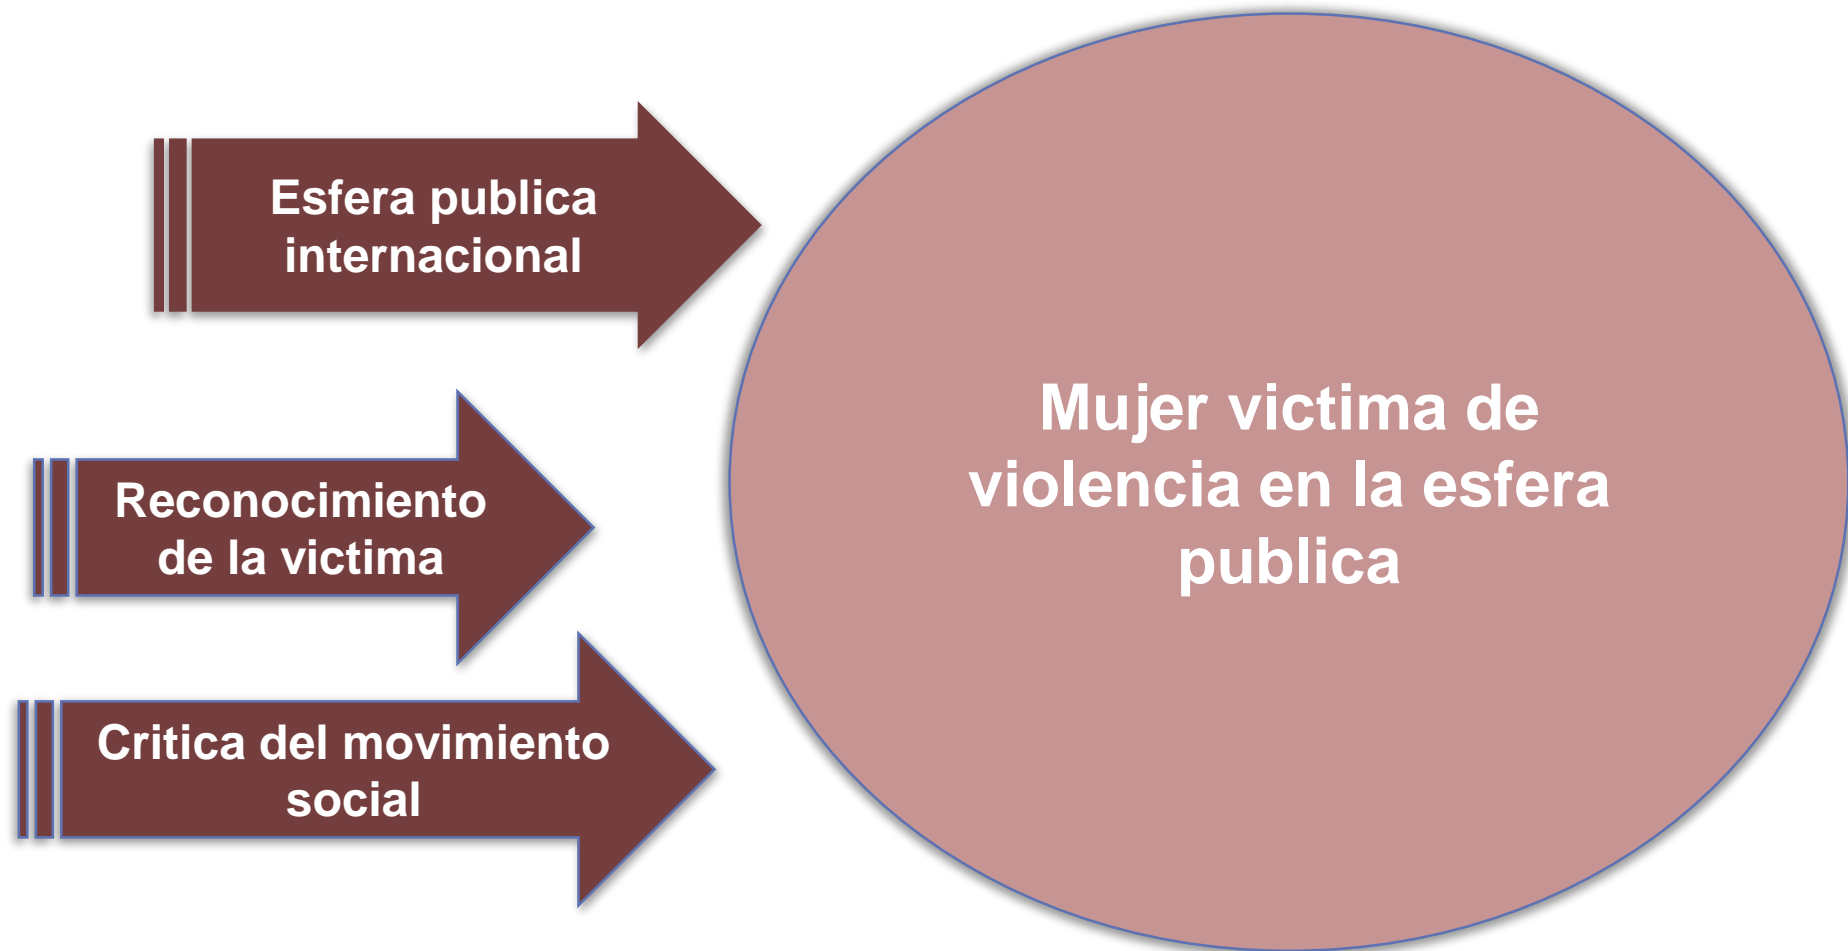 Esfera publica
internacional
Reconocimiento
de la victima
Critica del movimiento
social
Mujer victima de
violencia en la esfera
publica